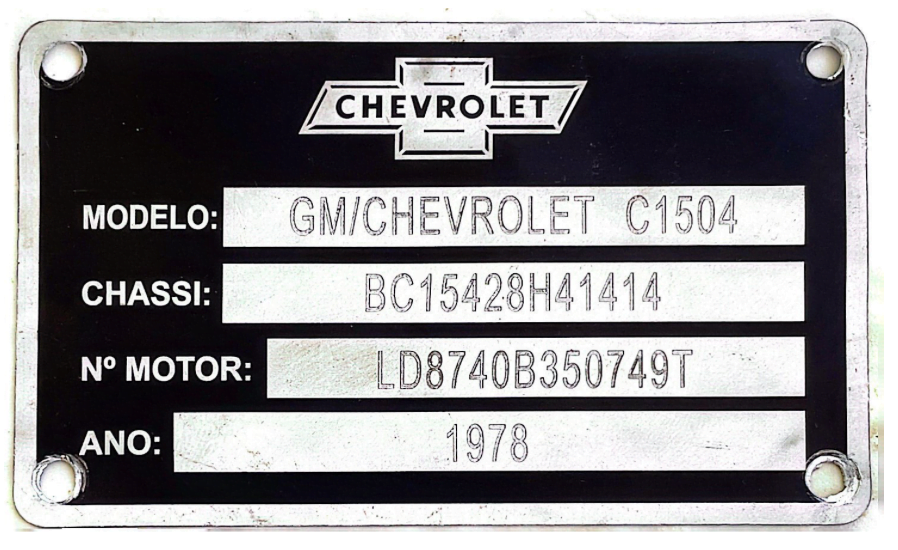 CHEVROLET
MODELO: GM/CHEVROLET C1504
CHASSI: BC15428H41414
Nº MOTOR: LD8740B350749T
ANO: 1978